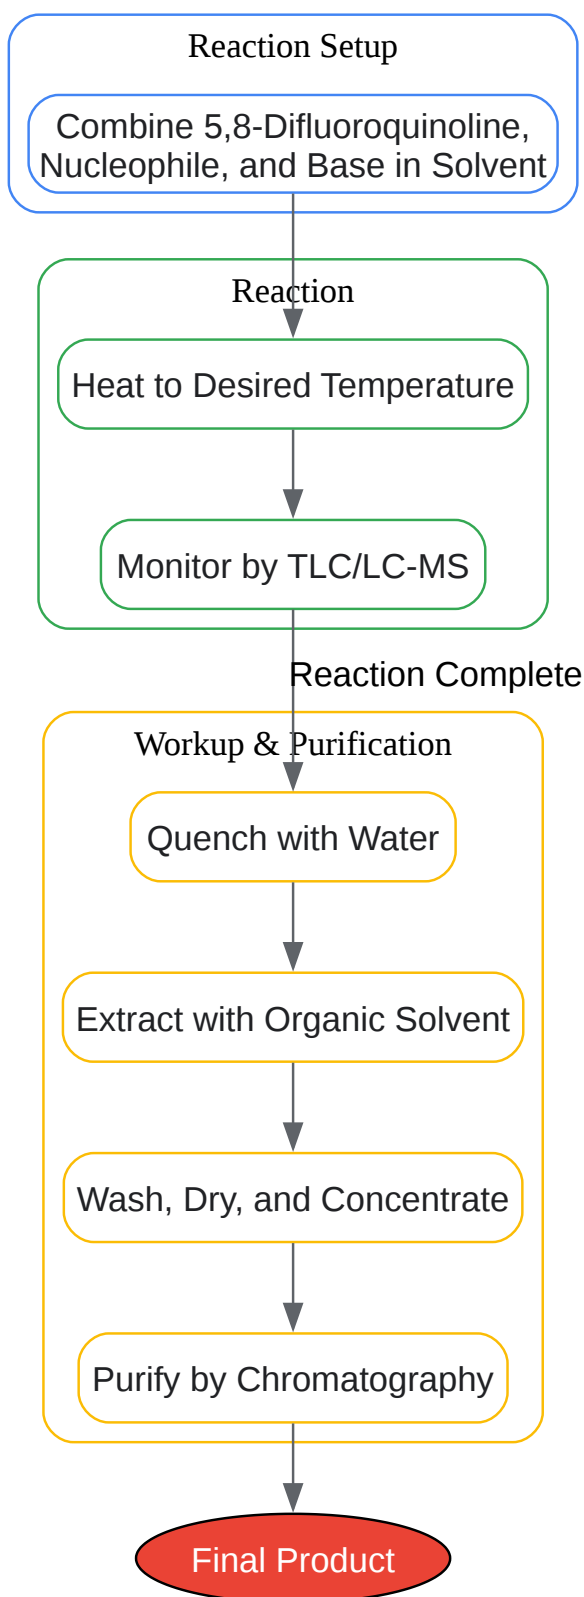 Reaction Setup
Combine 5,8-Difluoroquinoline,
Nucleophile, and Base in Solvent
Reaction
Heat to Desired Temperature
Monitor by TLC/LC-MS
Reaction Complete
Workup & Purification
Quench with Water
Extract with Organic Solvent
Wash, Dry, and Concentrate
Purify by Chromatography
Final Product